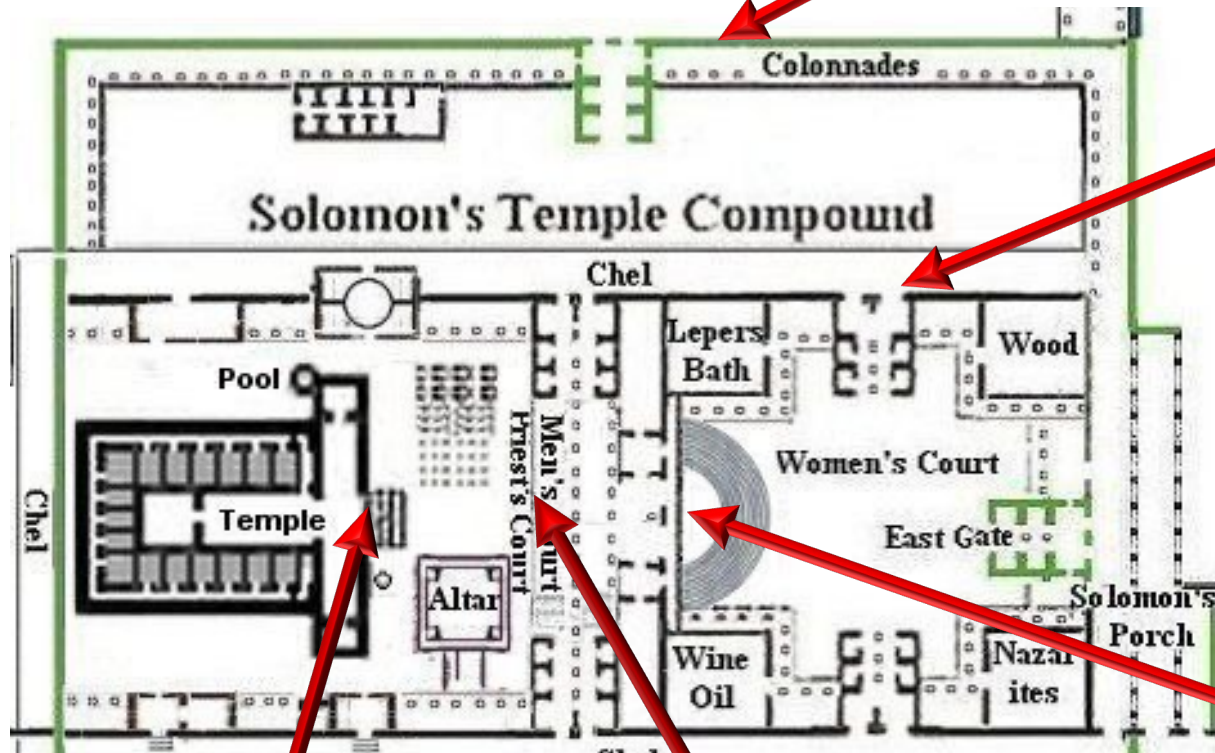 Colonnades
Solomon's Temple Compound
Chel
Lepers
Bath
Wood
Pool
Priest's Court
Men's Court
Women's Court
Chel
Temple
East Gate
Altar
Solomon's
Porch
Wine
Oil
Nazar
ites